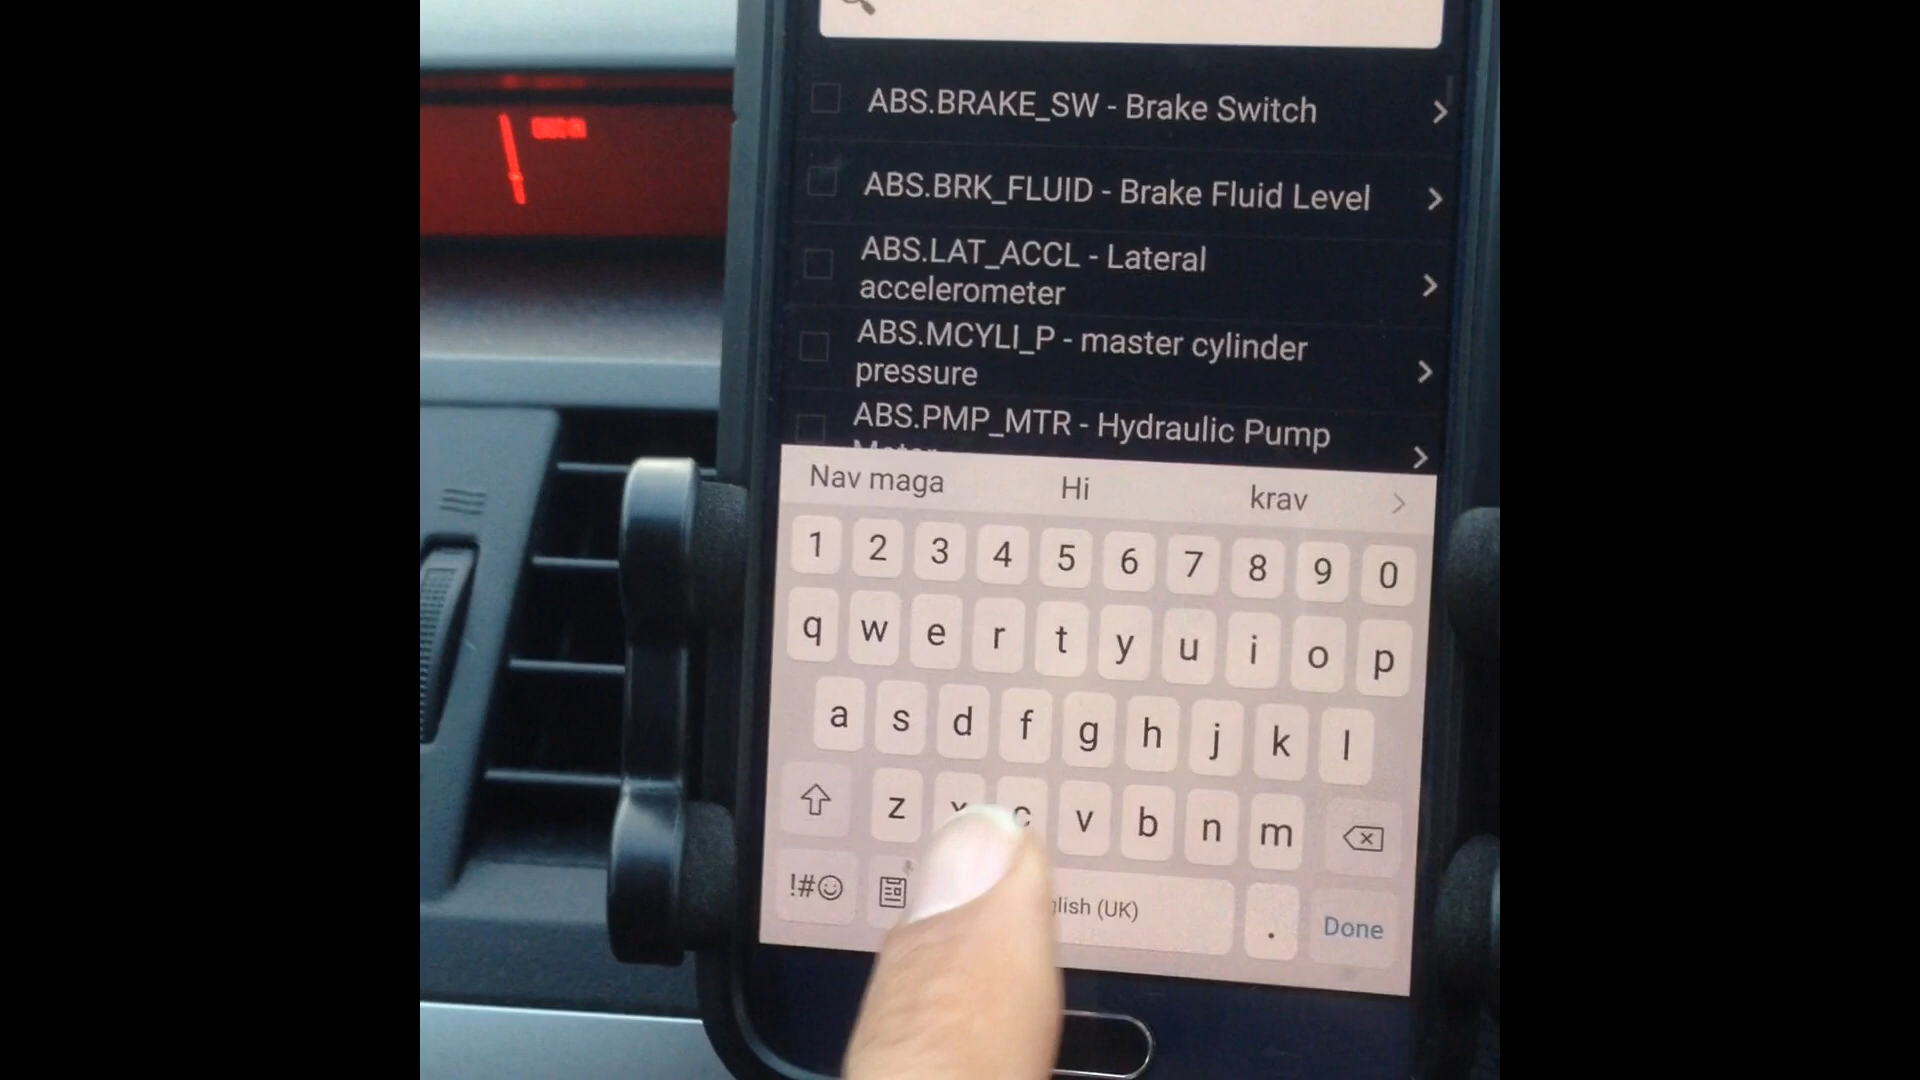 ABS.BRAKE_SW - Brake Switch
ABS.BRK_FLUID - Brake Fluid Level
ABS.LAT_ACCL - Lateral
accelerometer
ABS.MCYLI_P - master cylinder
pressure
ABS.PMP_MTR - Hydraulic Pump
Nav maga Hi krav
1 2 3 4 5 6 7 8 9 0
q w e r t y u i o p
a s d f g h j k l
z x c v b n m
!#☺ glish (UK) . Done